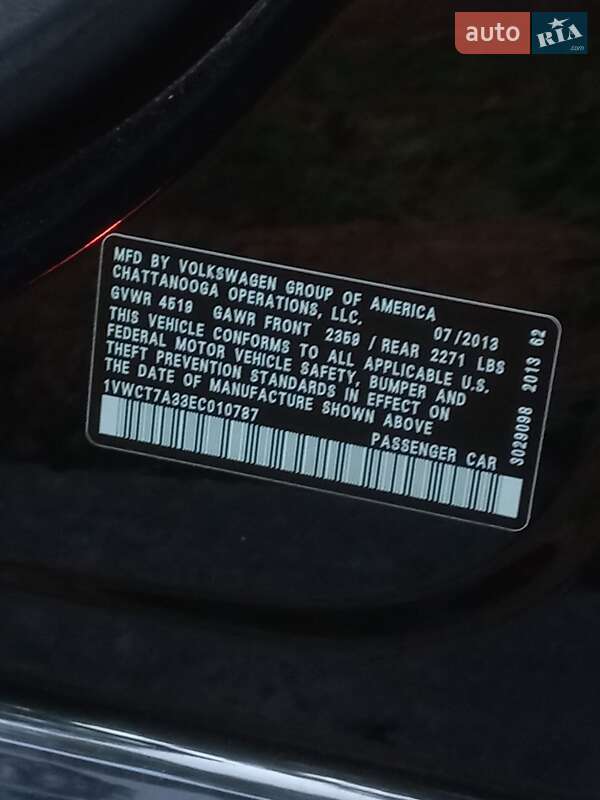 auto RIA .com
MFD BY VOLKSWAGEN GROUP OF AMERICA
CHATTANOOGA OPERATIONS, LLC. 07/2013
GVWR 4519 GAWR FRONT 2359 / REAR 2271 LBS
THIS VEHICLE CONFORMS TO ALL APPLICABLE U.S.
FEDERAL MOTOR VEHICLE SAFETY, BUMPER AND
THEFT PREVENTION STANDARDS IN EFFECT ON
THE DATE OF MANUFACTURE SHOWN ABOVE
1VWCT7A33EC010787 PASSENGER CAR
3029098 2013 62